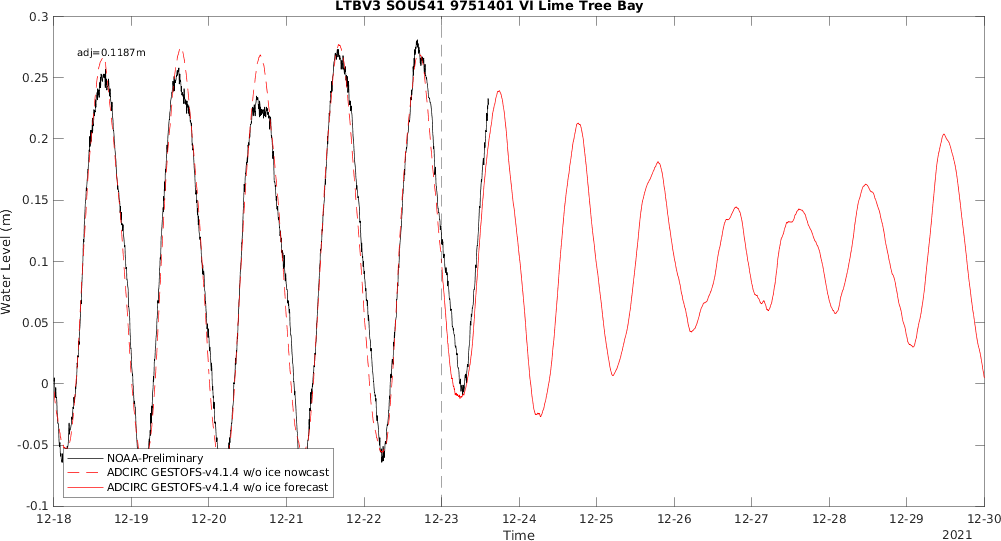 LTBV3 SOUS41 9751401 VI Lime Tree Bay
adj=0.1187m
Water Level (m)
0.3
0.25
0.2
0.15
0.1
0.05
0
-0.05
-0.1
NOAA-Preliminary
ADCIRC GESTOFS-v4.1.4 w/o ice nowcast
ADCIRC GESTOFS-v4.1.4 w/o ice forecast
12-18 12-19 12-20 12-21 12-22 12-23 12-24 12-25 12-26 12-27 12-28 12-29 12-30
Time
2021